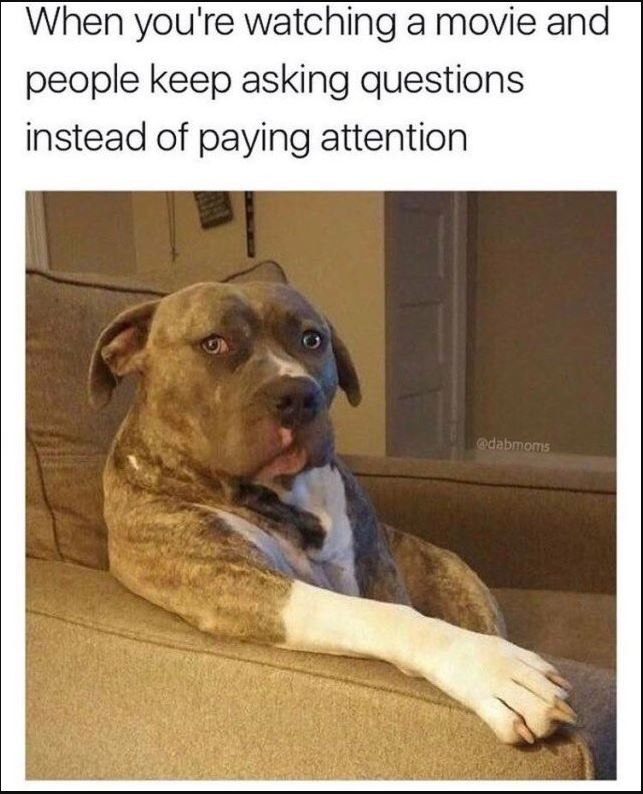 When you're watching a movie and
people keep asking questions
instead of paying attention
@dabmoms